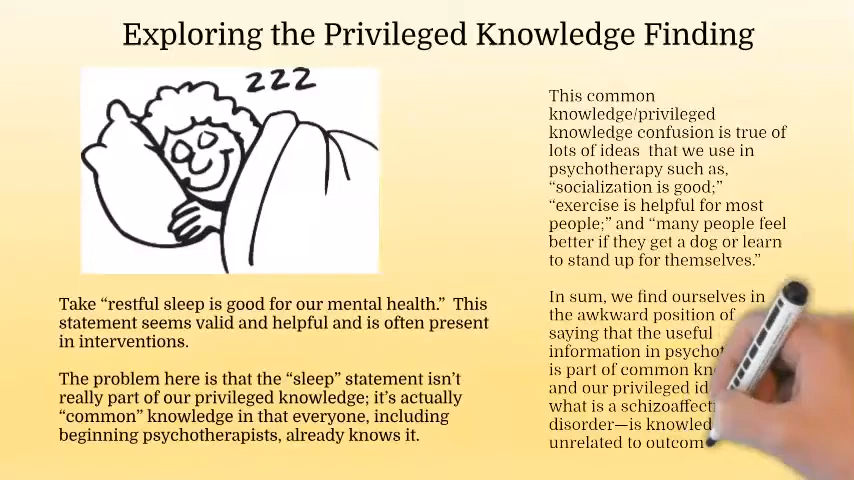 Exploring the Privileged Knowledge Finding
zzz
Take “restful sleep is good for our mental health.” This
statement seems valid and helpful and is often present
in interventions.
The problem here is that the “sleep” statement isn’t
really part of our privileged knowledge; it’s actually
“common” knowledge in that everyone, including
beginning psychotherapists, already knows it.
This common
knowledge/privileged
knowledge confusion is true of
lots of ideas that we use in
psychotherapy such as,
“socialization is good;”
“exercise is helpful for most
people;” and “many people feel
better if they get a dog or learn
to stand up for themselves.”
In sum, we find ourselves in
the awkward position of
saying that the useful
information in
is part of common
and our privileged
what is a
disorder—is
unrelated to